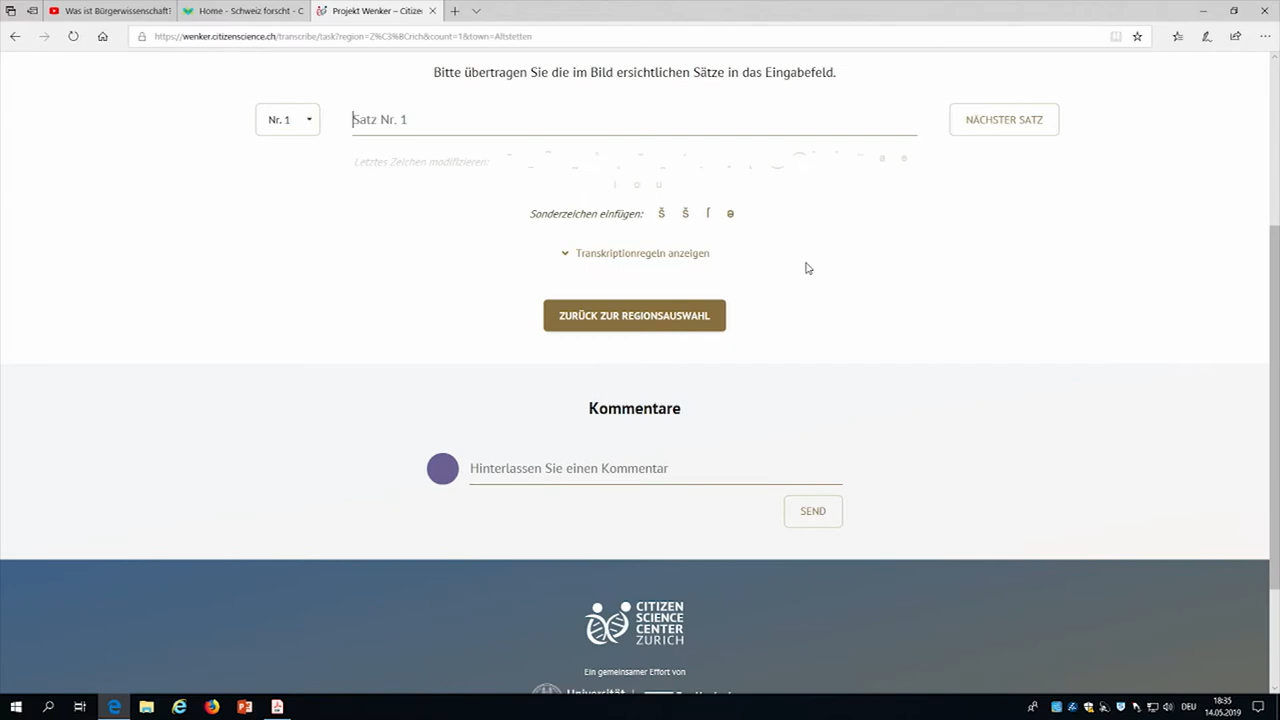 Was ist Bürgerwissenschaft?
Home - Schweiz forscht - C
Projekt Wenker – Citize
https://wenker.citizenscience.ch/transcribe/task?region=Z%C3%BCrich&count=1&town=Altstetten
Bitte übertragen Sie die im Bild ersichtlichen Sätze in das Eingabefeld.
Nr. 1
Satz Nr. 1
NÄCHSTER SATZ
Letztes Zeichen modifizieren:
o u
Sonderzeichen einfügen: š ſ ə
Transkriptionregeln anzeigen
ZURÜCK ZUR REGIONSAUSWAHL
Kommentare
Hinterlassen Sie einen Kommentar
SEND
CITIZEN
SCIENCE
CENTER
ZURICH
Ein gemeinsamer Effort von
Universität
DEU
18:35
14.05.2019